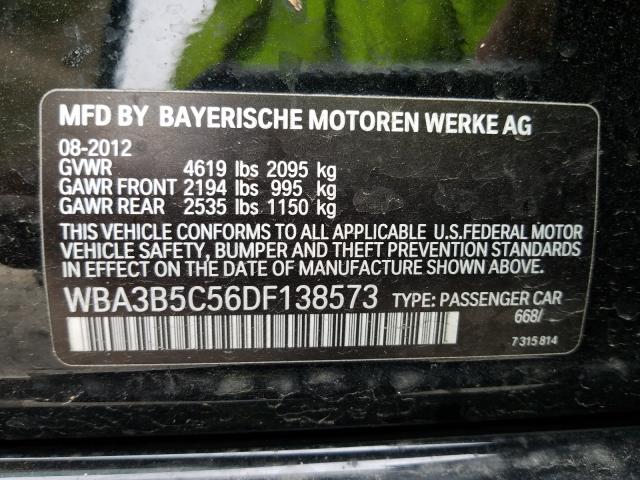 MFD BY BAYERISCHE MOTOREN WERKE AG
08-2012
GVWR 4619 lbs 2095 kg
GAWR FRONT 2194 lbs 995 kg
GAWR REAR 2535 lbs 1150 kg
THIS VEHICLE CONFORMS TO ALL APPLICABLE U.S.FEDERAL MOTOR
VEHICLE SAFETY, BUMPER AND THEFT PREVENTION STANDARDS
IN EFFECT ON THE DATE OF MANUFACTURE SHOWN ABOVE.
WBA3B5C56DF138573 TYPE: PASSENGER CAR
668/
7 315 814